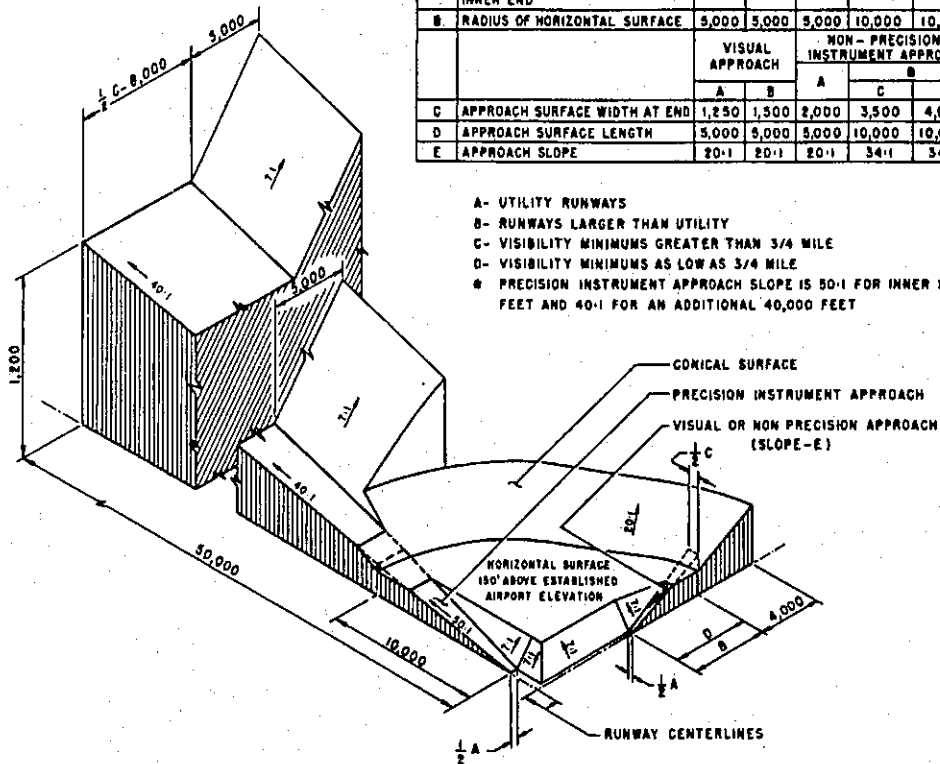 INNER END
B. RADIUS OF HORIZONTAL SURFACE 5,000 5,000 5,000 10,000 10,
VISUAL APPROACH
NON-PRECISION INSTRUMENT
A
B
A B C
C APPROACH SURFACE WIDTH AT END 1,250 1,500 2,000 3,500
D APPROACH SURFACE LENGTH 5,000 5,000 5,000 10,000 10,
E APPROACH SLOPE 20:1 20:1 20:1 34:1
A- UTILITY RUNWAYS
B- RUNWAYS LARGER THAN UTILITY
C- VISIBILITY MINIMUMS GREATER THAN 3/4 MILE
D- VISIBILITY MINIMUMS AS LOW AS 3/4 MILE
* PRECISION INSTRUMENT APPROACH SLOPE IS 50:1 FOR INNER
FEET AND 40:1 FOR AN ADDITIONAL 40,000 FEET
5,000
1/2 C-8,000
7:1
40:1
5,000
1,200
7:1
CONICAL SURFACE
PRECISION INSTRUMENT APPROACH
VISUAL OR NON PRECISION APPROACH
(SLOPE-E)
1/2 C
40:1
20:1
50,000
HORIZONTAL SURFACE
150' ABOVE ESTABLISHED
AIRPORT ELEVATION
50:1
7:1
7:1
7:1
7:1
4,000
D
B
10,000
1/2 A
RUNWAY CENTERLINES
1/2 A